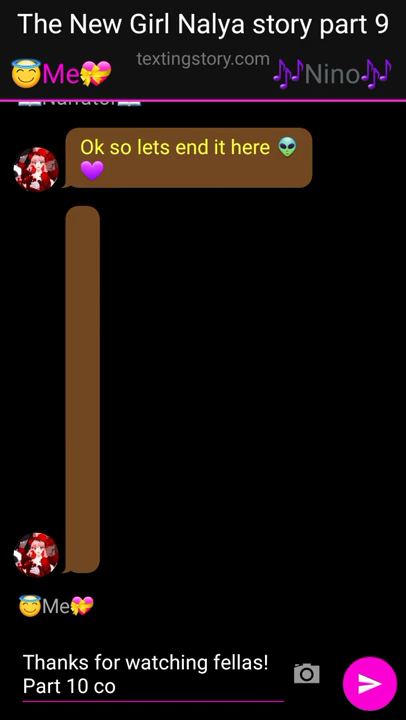 The New Girl Nalya story part 9
textingstory.com
😇Me💝 🎶Nino🎶
📖Narrator📖
Ok so lets end it here 👽
💜
😇Me💝
Thanks for watching fellas!
Part 10 co